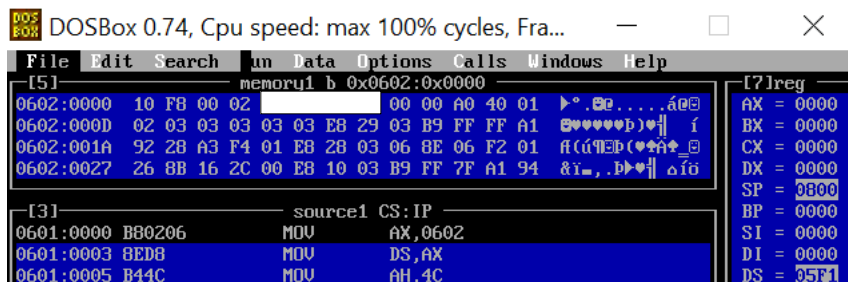 DOSBox 0.74, Cpu speed: max 100% cycles, Fra...
File Edit Search Run Data Options Calls Windows Help
[5] memory1 b 0x0602:0x0000 [7]reg
0602:0000 10 F8 00 02 00 00 A0 40 01 AX = 0000
0602:000D 02 03 03 03 03 03 E8 29 03 B9 FF FF A1 BX = 0000
0602:001A 92 28 A3 F4 01 E8 28 03 06 8E 06 F2 01 CX = 0000
0602:0027 26 8B 16 2C 00 E8 10 03 B9 FF 7F A1 94 DX = 0000
SP = 0800
[3] source1 CS:IP BP = 0000
0601:0000 B80206 MOV AX,0602 SI = 0000
0601:0003 8ED8 MOV DS,AX DI = 0000
0601:0005 B44C MOV AH,4C DS = 05F1